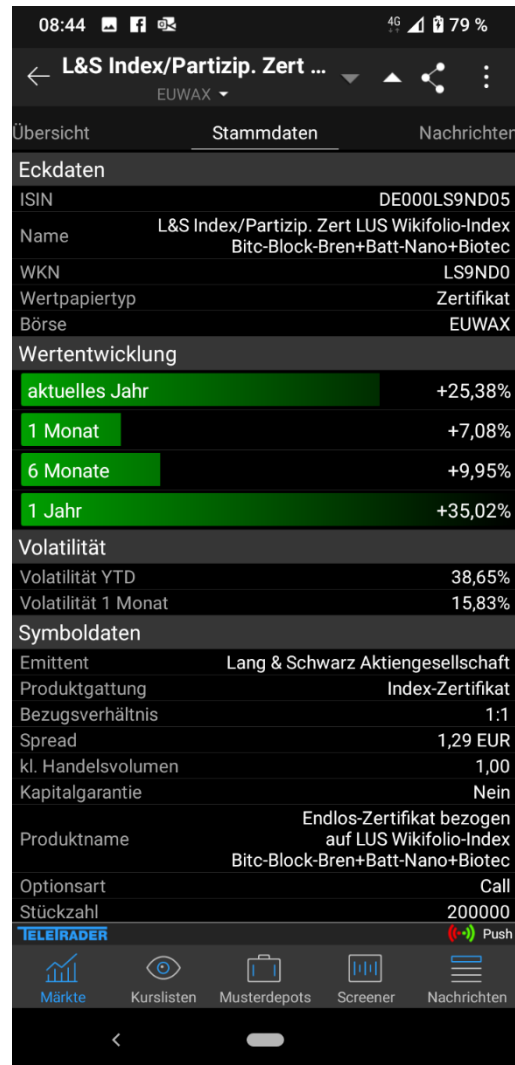 08:44 4G 79 %
L&S Index/Partizip. Zert ...
EUWAX
Übersicht Stammdaten Nachrichten
Eckdaten
ISIN DE000LS9ND05
Name L&S Index/Partizip. Zert LUS Wikifolio-Index
Bitc-Block-Bren+Batt-Nano+Biotec
WKN LS9ND0
Wertpapiertyp Zertifikat
Börse EUWAX
Wertentwicklung
aktuelles Jahr +25,38%
1 Monat +7,08%
6 Monate +9,95%
1 Jahr +35,02%
Volatilität
Volatilität YTD 38,65%
Volatilität 1 Monat 15,83%
Symboldaten
Emittent Lang & Schwarz Aktiengesellschaft
Produktgattung Index-Zertifikat
Bezugsverhältnis 1:1
Spread 1,29 EUR
kl. Handelsvolumen 1,00
Kapitalgarantie Nein
Produktname Endlos-Zertifikat bezogen
auf LUS Wikifolio-Index
Bitc-Block-Bren+Batt-Nano+Biotec
Optionsart Call
Stückzahl 200000
TELETRADER Push
Märkte Kurslisten Musterdepots Screener Nachrichten